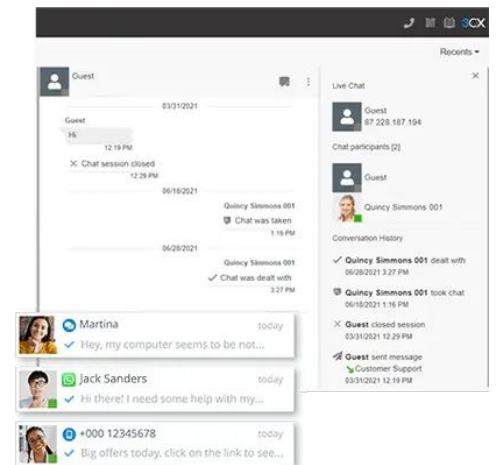 3CX
Recents
Guest
03/31/2021
Guest
Hi
12:19 PM
Chat session closed
12:29 PM
06/18/2021
Quincy Simmons 001
Chat was taken
1:16 PM
06/28/2021
Quincy Simmons 001
Chat was dealt with
3:27 PM
Live Chat
Guest
87.228.187.194
Chat participants [2]
Guest
Quincy Simmons 001
Conversation History
Quincy Simmons 001 dealt with
06/28/2021 3:27 PM
Quincy Simmons 001 took chat
06/18/2021 1:16 PM
Guest closed session
03/31/2021 12:29 PM
Guest sent message
Customer Support
03/31/2021 12:19 PM
Martina today
Hey, my computer seems to be not...
Jack Sanders today
Hi there! I need some help with my...
+000 12345678 today
Big offers today, click on the link to see...